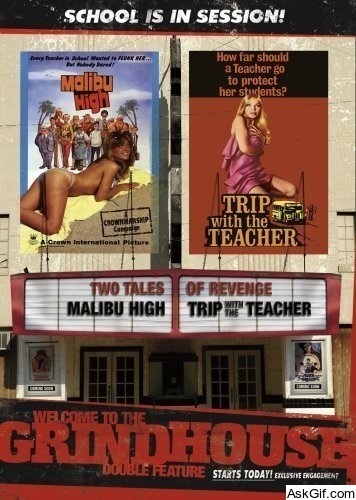 SCHOOL IS IN SESSION!
Every Teacher in School Wanted to FLUNK HER...
But Nobody Dared!
Malibu
High
CROWNMANSHIP
Campaign
A Crown International Picture
How far should
a Teacher go
to protect
her students?
TRIP
with the
TEACHER
TWO TALES
MALIBU HIGH
OF REVENGE
TRIP WITH THE TEACHER
COMING SOON
COMING SOON
WELCOME TO THE
GRINDHOUSE
DOUBLE FEATURE
STARTS TODAY! EXCLUSIVE ENGAGEMENT
AskGif.com